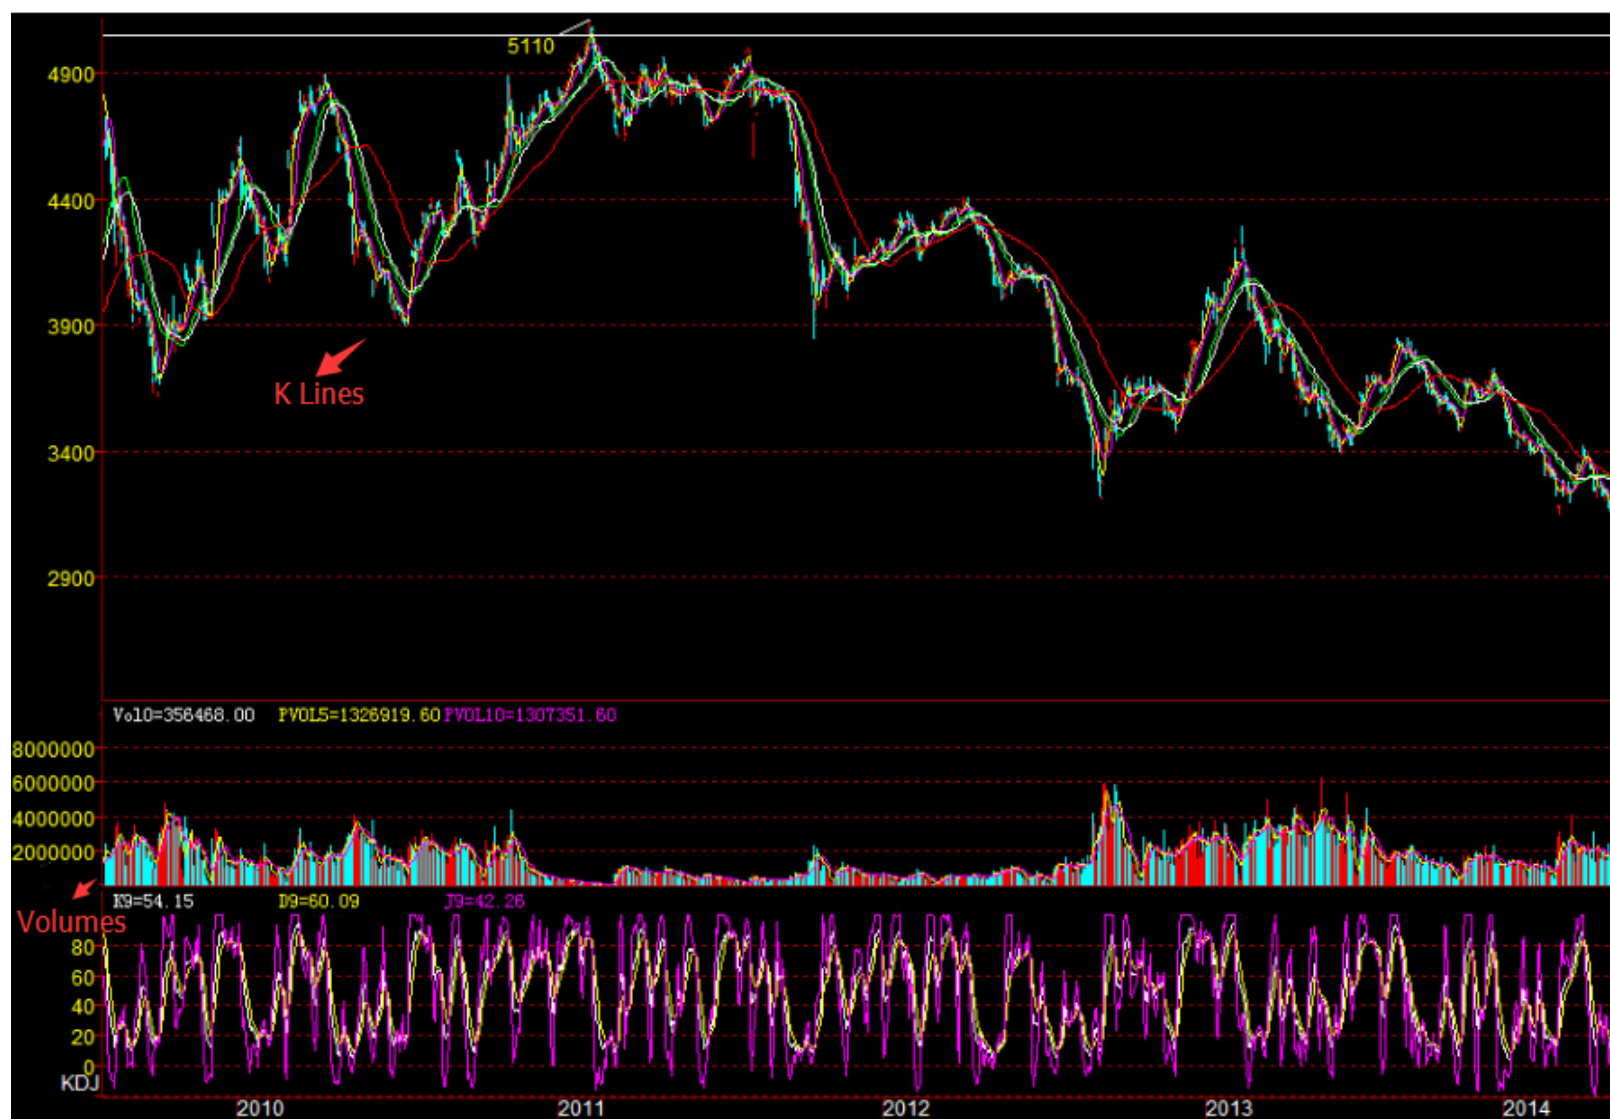 5110
4900
4400
3900
K Lines
3400
2900
Vol0=356468.00 PVOL5=1326919.60 PVOL10=1307351.60
8000000
6000000
4000000
2000000
K9=54.15 D9=60.09 J9=42.26
Volumes
80
60
40
20
0
KDJ
2010 2011 2012 2013 2014